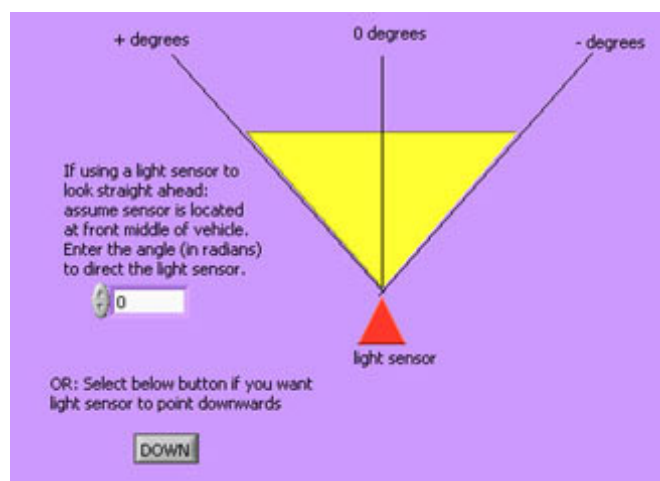 0 degrees
+ degrees
- degrees
If using a light sensor to
look straight ahead:
assume sensor is located
at front middle of vehicle.
Enter the angle (in radians)
to direct the light sensor.
0
light sensor
OR: Select below button if you want
light sensor to point downwards
DOWN